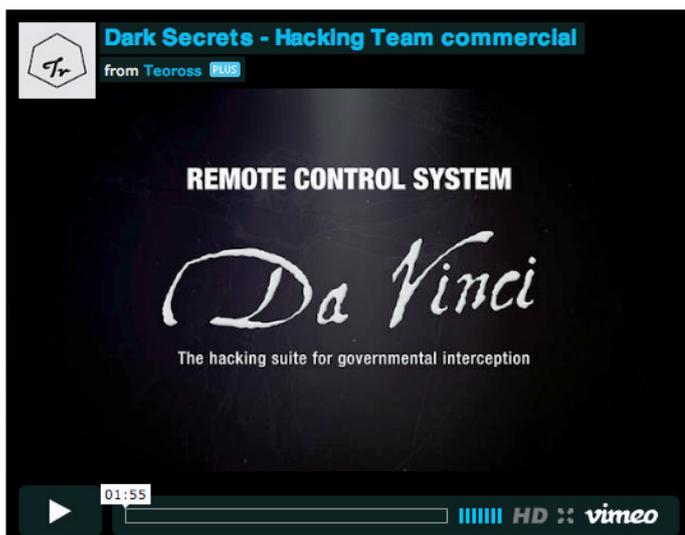 Tr
Dark Secrets - Hacking Team commercial
from Teoross PLUS
REMOTE CONTROL SYSTEM
Da Vinci
The hacking suite for governmental interception
01:55
HD vimeo